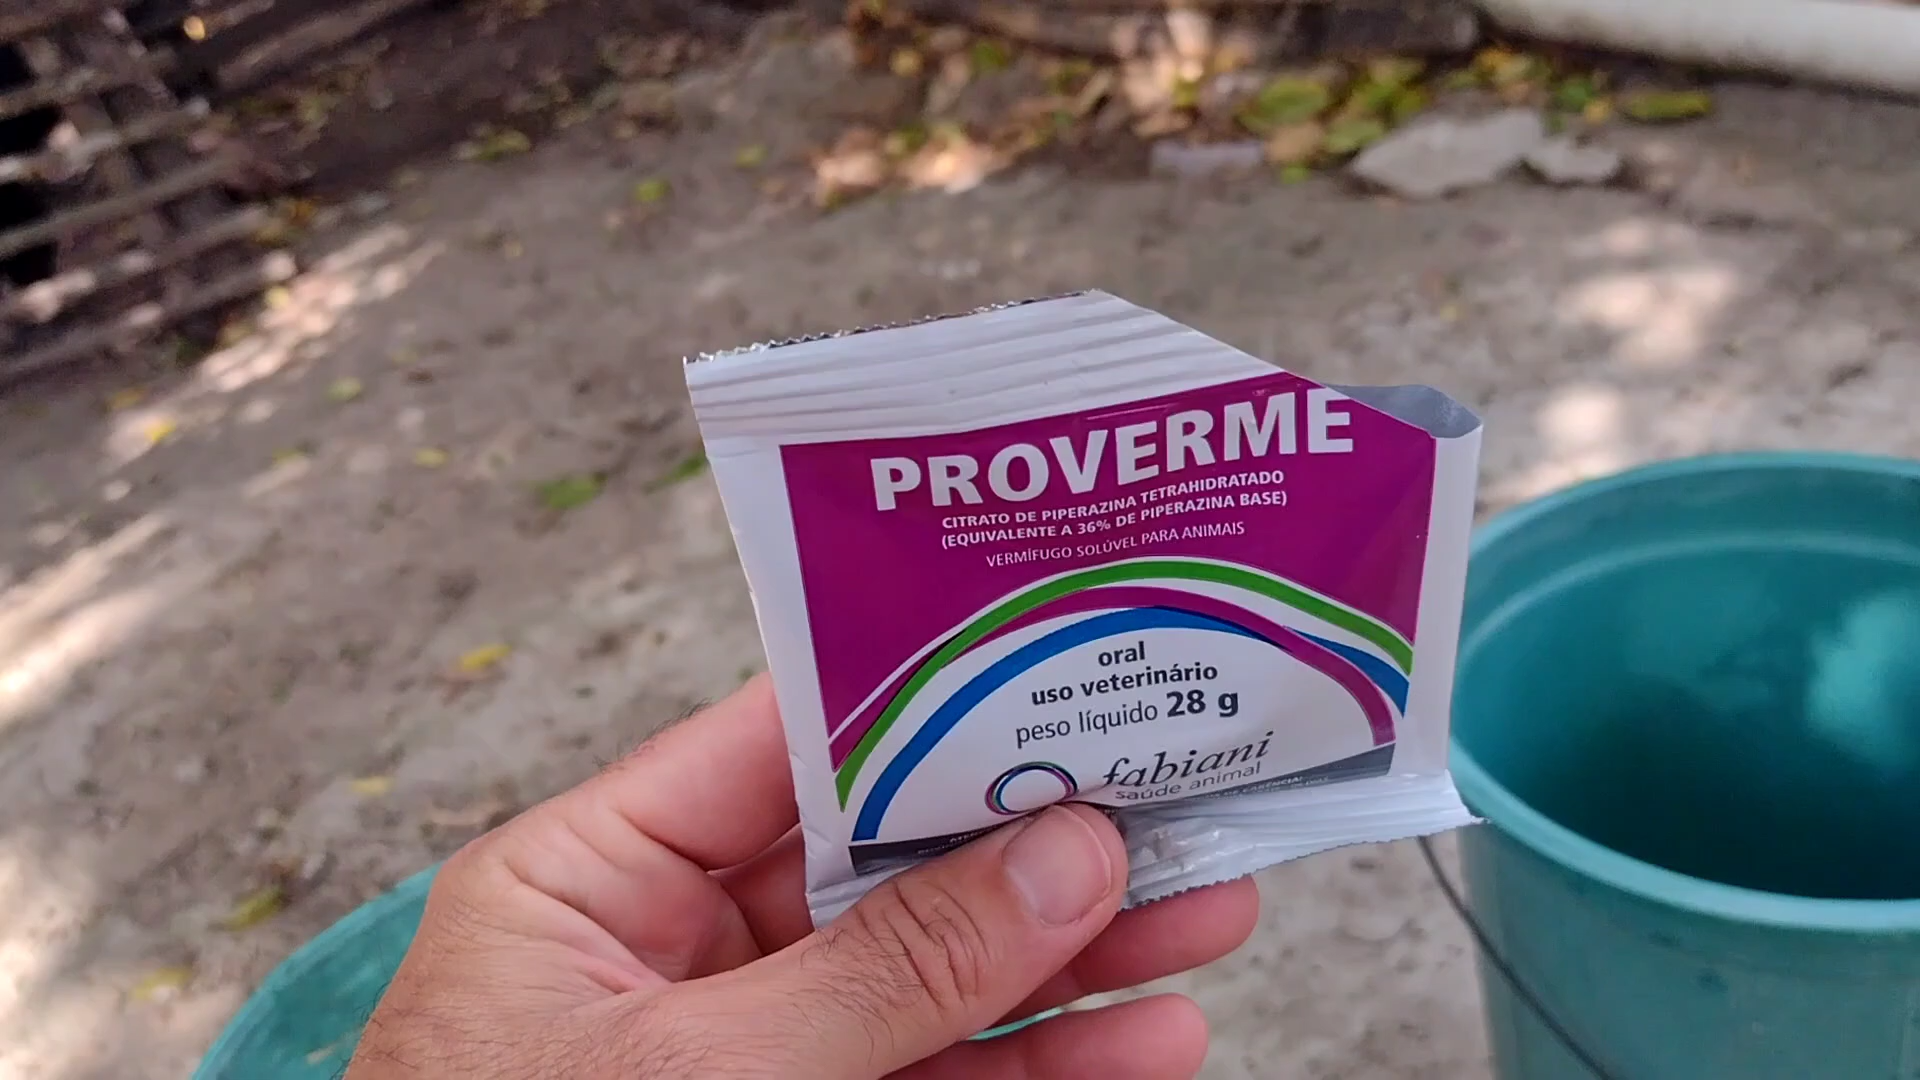 PROVERME
CITRATO DE PIPERAZINA TETRAHIDRATADO
(EQUIVALENTE A 36% DE PIPERAZINA BASE)
VERMÍFUGO SOLÚVEL PARA ANIMAIS
oral
uso veterinário
peso líquido 28 g
fabiani
saúde animal